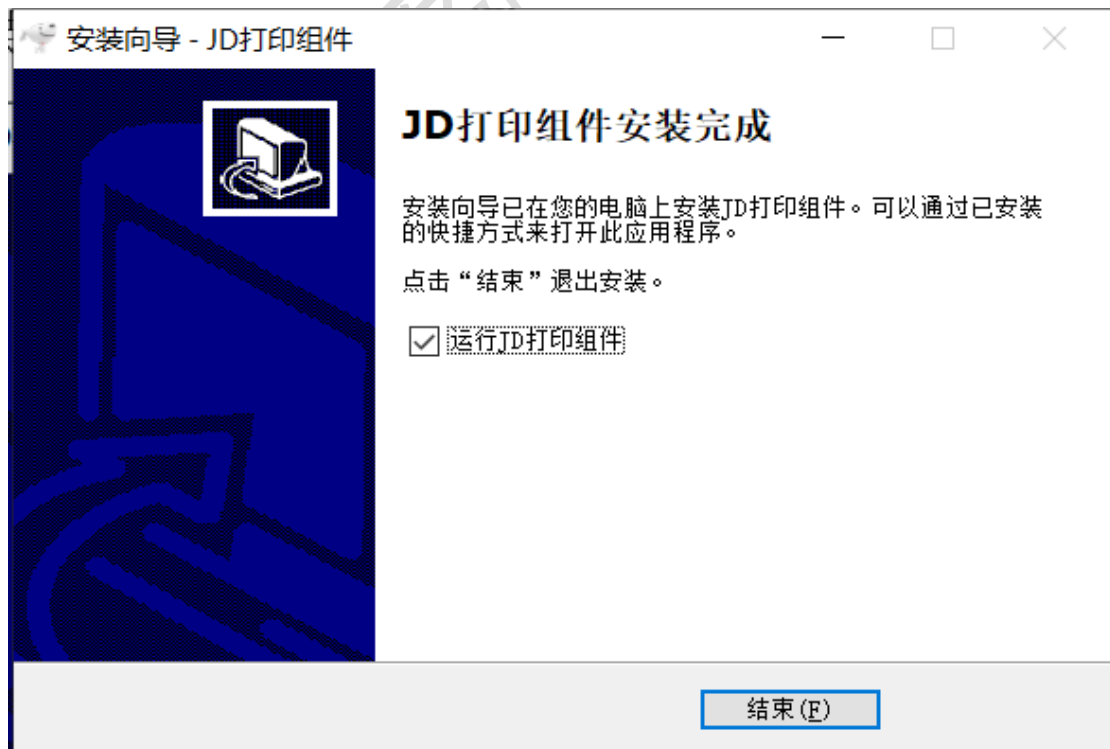 安装向导 - JD打印组件
JD打印组件安装完成
安装向导已在您的电脑上安装JD打印组件。可以通过已安装
的快捷方式来打开此应用程序。
点击“结束”退出安装。
运行JD打印组件
结束(F)